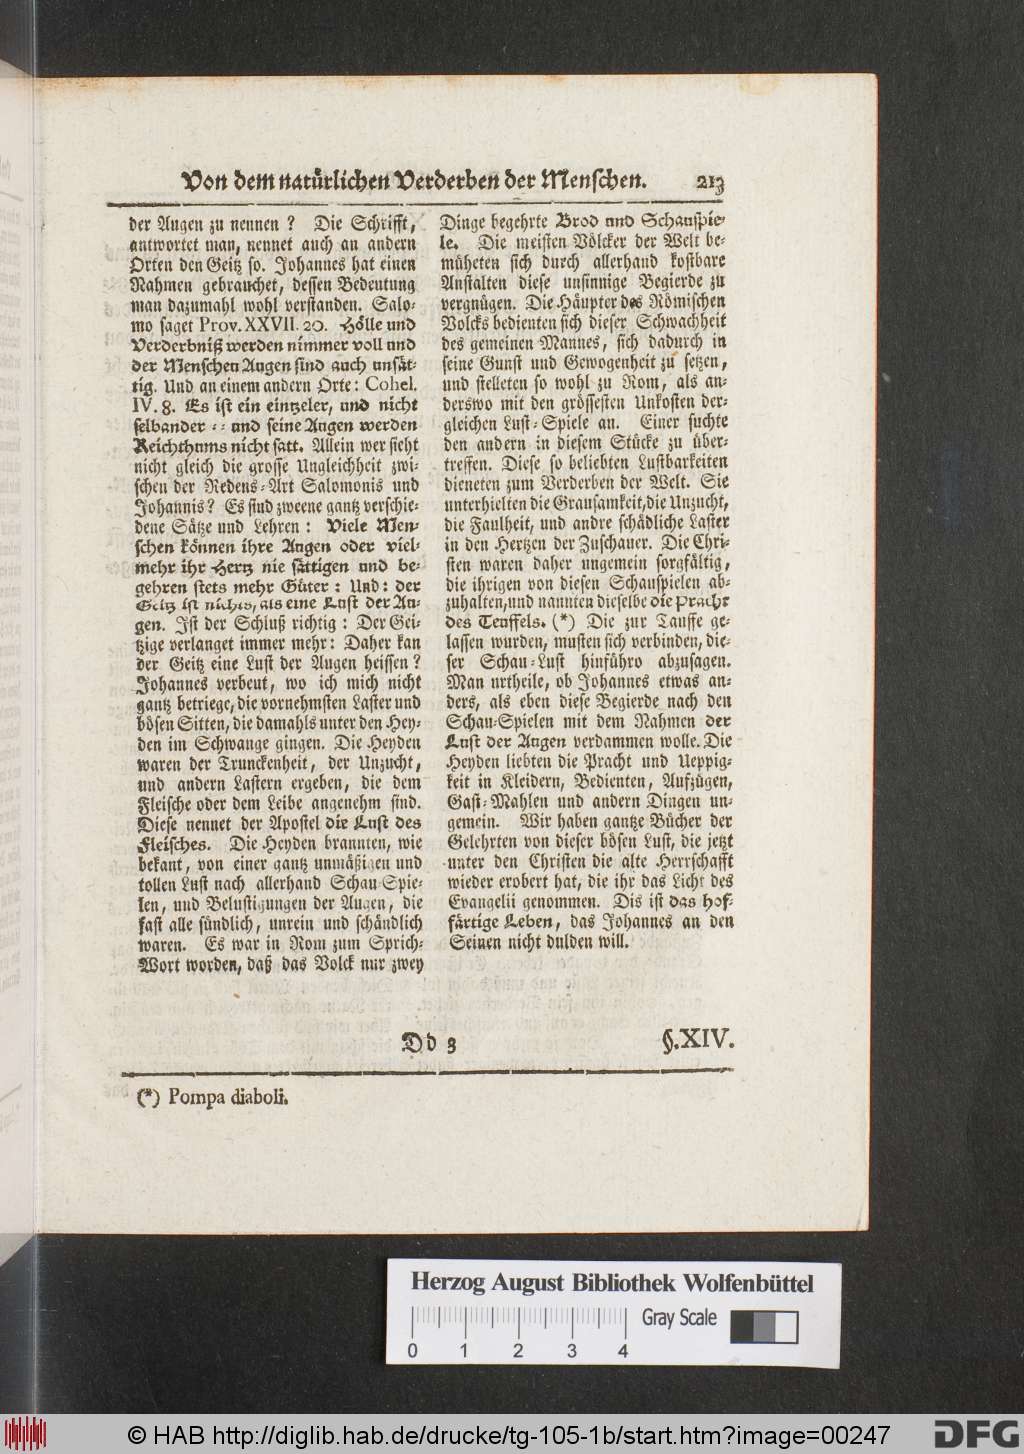 Von dem natürlichen Verderben der Menschen. 213
der Augen zu nennen? Die Schrifft,
antwortet man, nennet auch an andern
Orten den Geitz so. Johannes hat einen
Nahmen gebrauchet, dessen Bedeutung
man dazumahl wohl verstanden. Salo-
mo saget Prov. XXVII. 20. Hölle und
Verderbniß werden nimmer voll und
der Menschen Augen sind auch unsät-
tig. Und an einem andern Orte: Cohel.
IV. 8. Es ist ein eintzeler, und nicht
selbander -- und seine Augen werden
Reichthums nicht satt. Allein wer sieht
nicht gleich die grosse Ungleichheit zwi-
schen der Redens-Art Salomonis und
Johannis? Es sind zweene gantz verschie-
dene Sätze und Lehren: Viele Men-
schen können ihre Augen oder viel-
mehr ihr Hertz nie sättigen und be-
gehren stets mehr Güter: Und: der
Geitz ist nichts, als eine Lust der Au-
gen. Ist der Schluß richtig: Der Gei-
tzige verlanget immer mehr: Daher kan
der Geitz eine Lust der Augen heissen?
Johannes verbeut, wo ich mich nicht
gantz betriege, die vornehmsten Laster und
bösen Sitten, die damahls unter den Hey-
den im Schwange gingen. Die Heyden
waren der Trunckenheit, der Unzucht,
und andern Lastern ergeben, die dem
Fleische oder dem Leibe angenehm sind.
Diese nennet der Apostel die Lust des
Fleisches. Die Heyden brannten, wie
bekant, von einer gantz unmäßigen und
tollen Lust nach allerhand Schau-Spie-
len, und Belustigungen der Augen, die
fast alle sündlich, unrein und schändlich
waren. Es war in Rom zum Sprich-
Wort worden, daß das Volck nur zwey
Dinge begehrte Brod und Schauspie-
le. Die meisten Völcker der Welt be-
müheten sich durch allerhand kostbare
Anstalten diese unsinnige Begierde zu
vergnügen. Die Häupter des Römischen
Volcks bedienten sich dieser Schwachheit
des gemeinen Mannes, sich dadurch in
seine Gunst und Gewogenheit zu setzen,
und stelleten so wohl zu Rom, als an-
derswo mit den grössesten Unkosten der-
gleichen Lust-Spiele an. Einer suchte
den andern in diesem Stücke zu über-
treffen. Diese so beliebten Lustbarkeiten
dieneten zum Verderben der Welt. Sie
unterhielten die Grausamkeit, die Unzucht,
die Faulheit, und andre schädliche Laster
in den Hertzen der Zuschauer. Die Chri-
sten waren daher ungemein sorgfältig,
die ihrigen von diesen Schauspielen ab-
zuhalten, und nannten dieselbe die Pracht
des Teuffels. (*) Die zur Tauffe ge-
lassen wurden, musten sich verbinden, die-
ser Schau-Lust hinführo abzusagen.
Man urtheile, ob Johannes etwas an-
ders, als eben diese Begierde nach den
Schau-Spielen mit dem Nahmen der
Lust der Augen verdammen wolle. Die
Heyden liebten die Pracht und Ueppig-
keit in Kleidern, Bedienten, Aufzügen,
Gast-Mahlen und andern Dingen un-
gemein. Wir haben gantze Bücher der
Gelehrten von dieser bösen Lust, die jetzt
unter den Christen die alte Herrschafft
wieder erobert hat, die ihr das Licht des
Evangelii genommen. Dis ist das hof-
färtige Leben, das Johannes an den
Seinen nicht dulden will.
Dd 3 §.XIV.
(*) Pompa diaboli.
Herzog August Bibliothek Wolfenbüttel
Gray Scale
0 1 2 3 4
© HAB http://diglib.hab.de/drucke/tg-105-1b/start.htm?image=00247
DFG